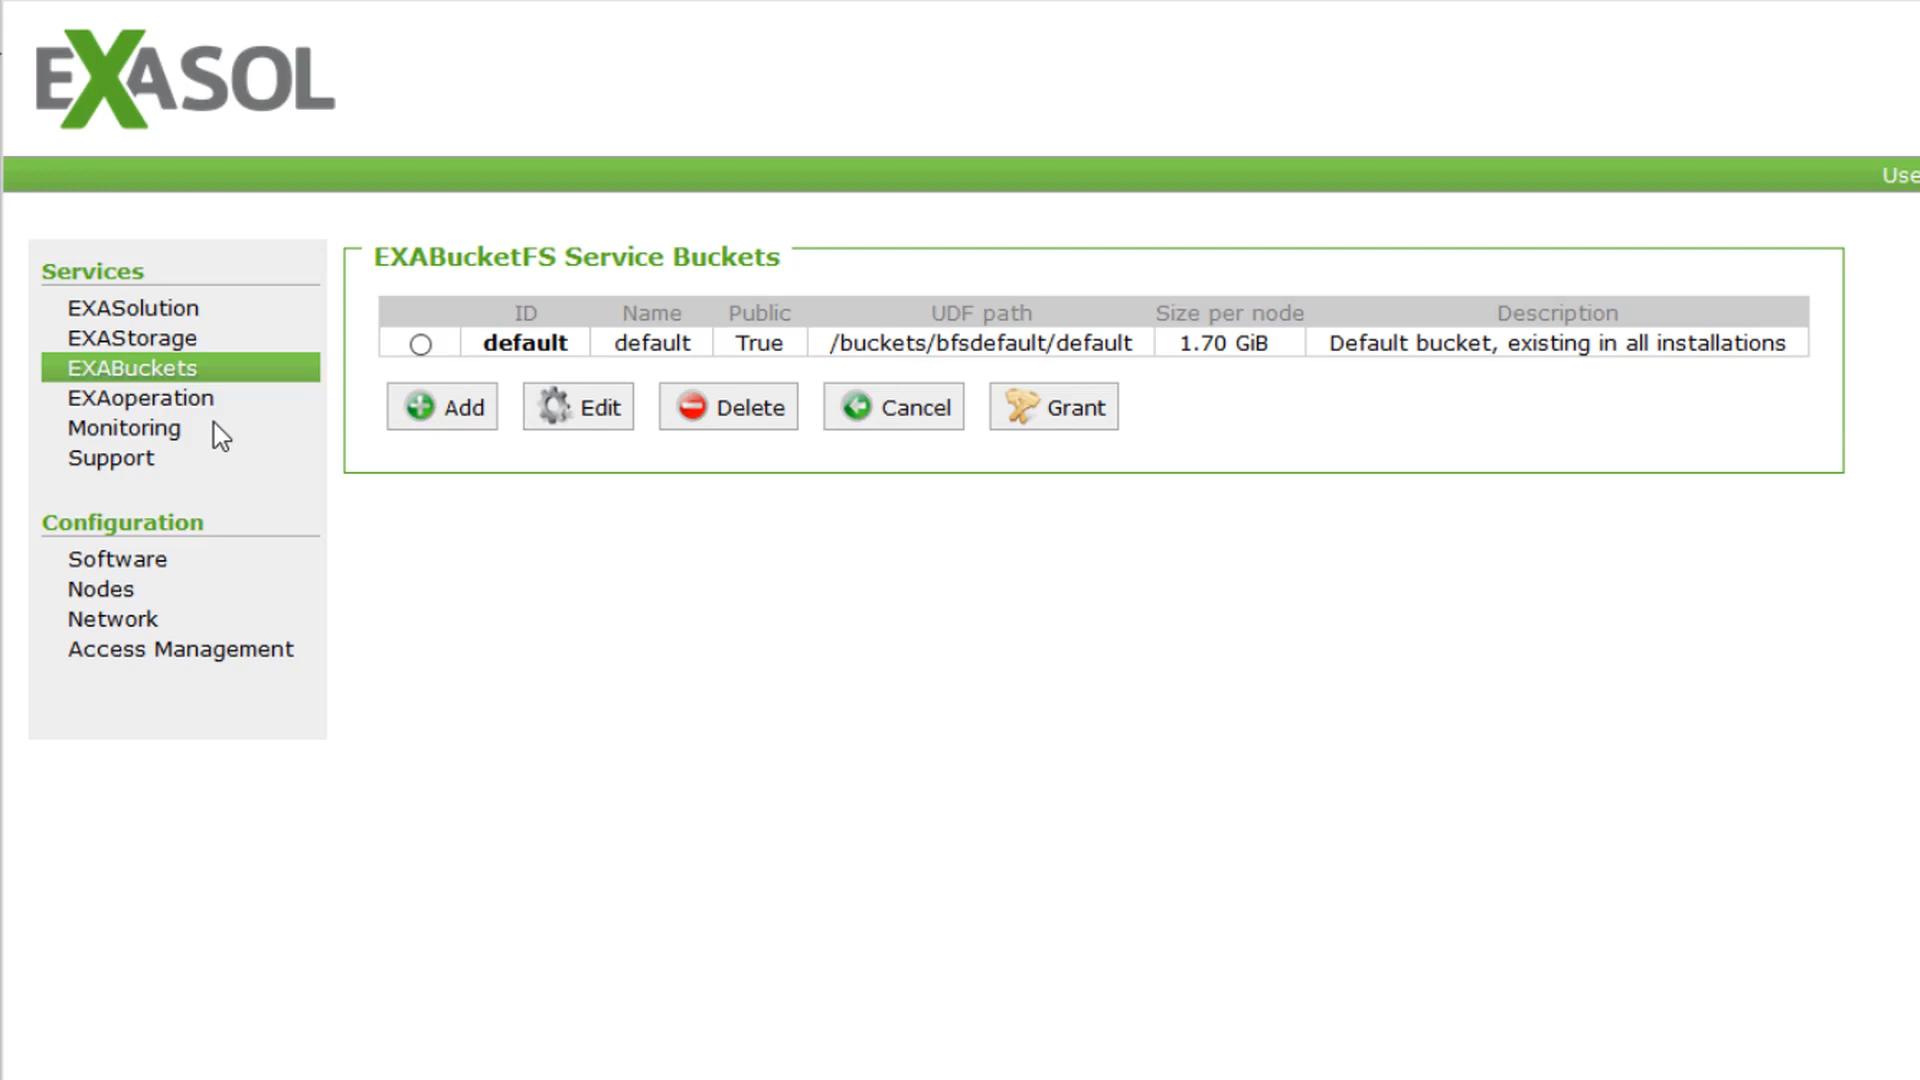 EXASOL
Use
Services
EXASolution
EXAStorage
EXABuckets
EXAoperation
Monitoring
Support
Configuration
Software
Nodes
Network
Access Management
EXABucketFS Service Buckets
ID Name Public UDF path Size per node Description
default default True /buckets/bfsdefault/default 1.70 GiB Default bucket, existing in all installations
Add Edit Delete Cancel Grant